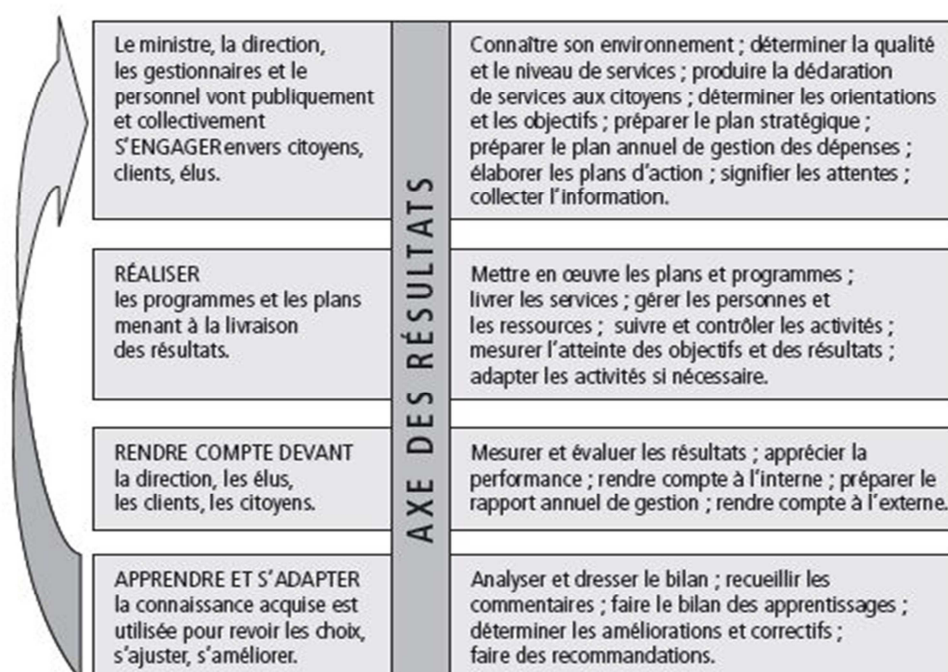 Le ministre, la direction,
les gestionnaires et le
personnel vont publiquement
et collectivement
S'ENGAGER envers citoyens,
clients, élus.
Connaître son environnement ; déterminer la qualité
et le niveau de services ; produire la déclaration
de services aux citoyens ; déterminer les orientations
et les objectifs ; préparer le plan stratégique ;
préparer le plan annuel de gestion des dépenses ;
élaborer les plans d'action ; signifier les attentes ;
collecter l'information.
AXE DES RÉSULTATS
RÉALISER
les programmes et les plans
menant à la livraison
des résultats.
Mettre en œuvre les plans et programmes ;
livrer les services ; gérer les personnes et
les ressources ; suivre et contrôler les activités ;
mesurer l'atteinte des objectifs et des résultats ;
adapter les activités si nécessaire.
RENDRE COMPTE DEVANT
la direction, les élus,
les clients, les citoyens.
Mesurer et évaluer les résultats ; apprécier la
performance ; rendre compte à l'interne ; préparer le
rapport annuel de gestion ; rendre compte à l'externe.
APPRENDRE ET S'ADAPTER
la connaissance acquise est
utilisée pour revoir les choix,
s'ajuster, s'améliorer.
Analyser et dresser le bilan ; recueillir les
commentaires ; faire le bilan des apprentissages ;
déterminer les améliorations et correctifs ;
faire des recommandations.